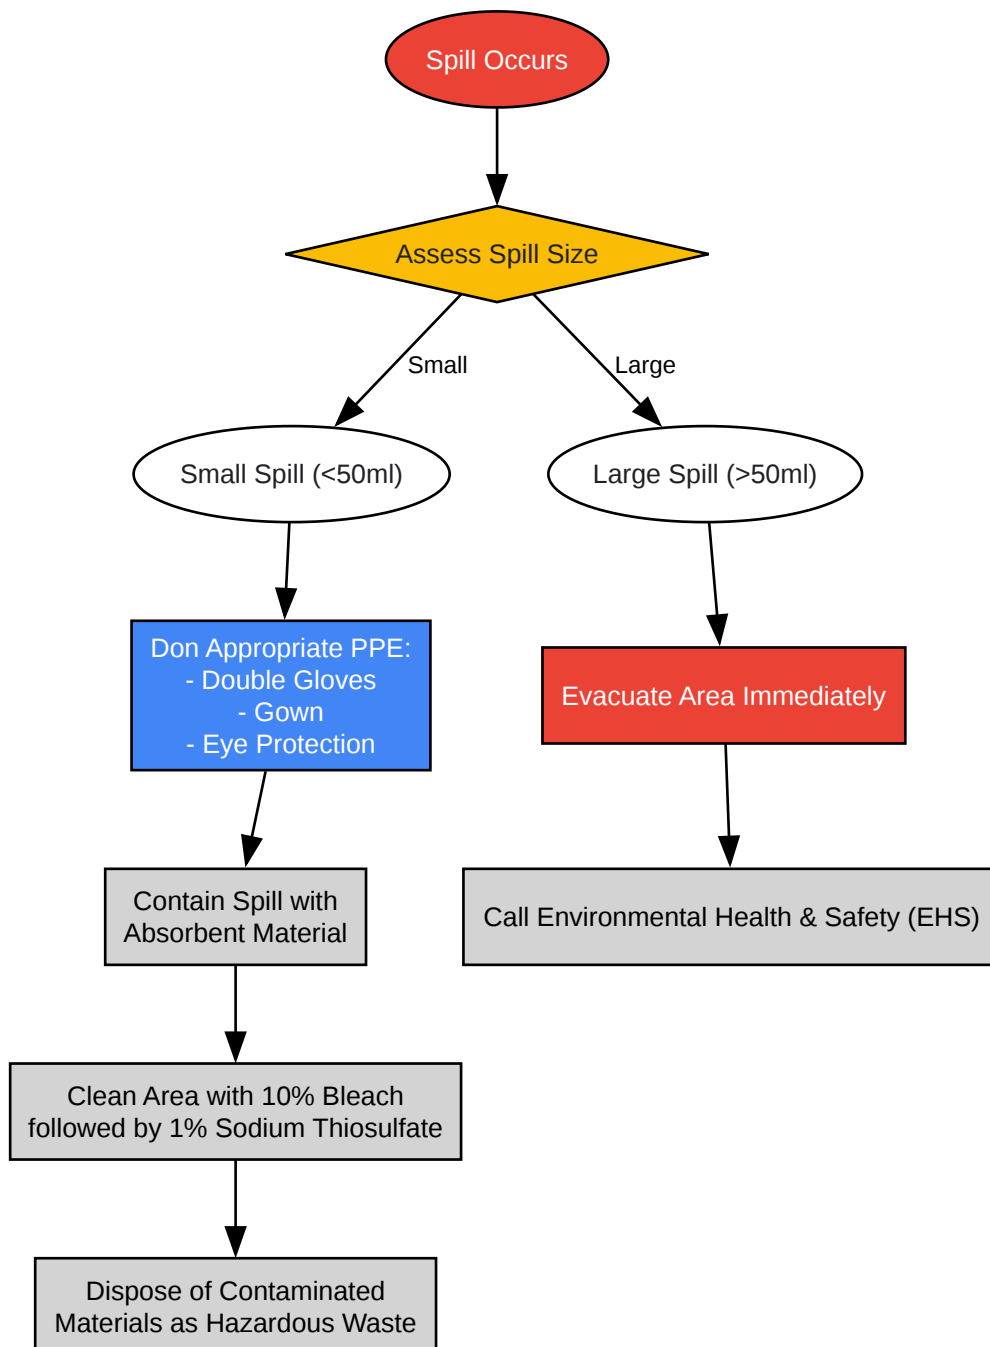 Spill Occurs
Assess Spill Size
Small
Large
Small Spill (<50ml)
Large Spill (>50ml)
Don Appropriate PPE:
- Double Gloves
- Gown
- Eye Protection
Evacuate Area Immediately
Contain Spill with
Absorbent Material
Call Environmental Health & Safety (EHS)
Clean Area with 10% Bleach
followed by 1% Sodium Thiosulfate
Dispose of Contaminated
Materials as Hazardous Waste